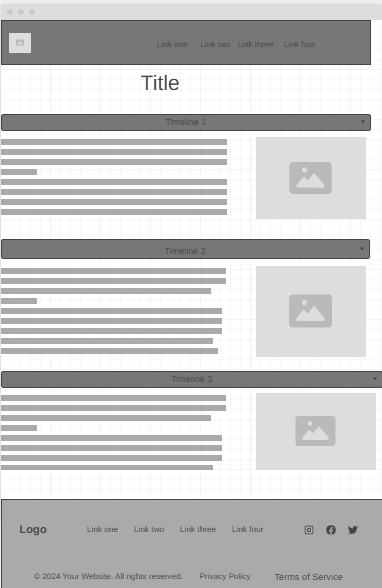 Link one Link two Link three Link four
Title
Timeline 1
Timeline 2
Timeline 3
Logo Link one Link two Link three Link four
© 2024 Your Website. All rights reserved. Privacy Policy Terms of Service